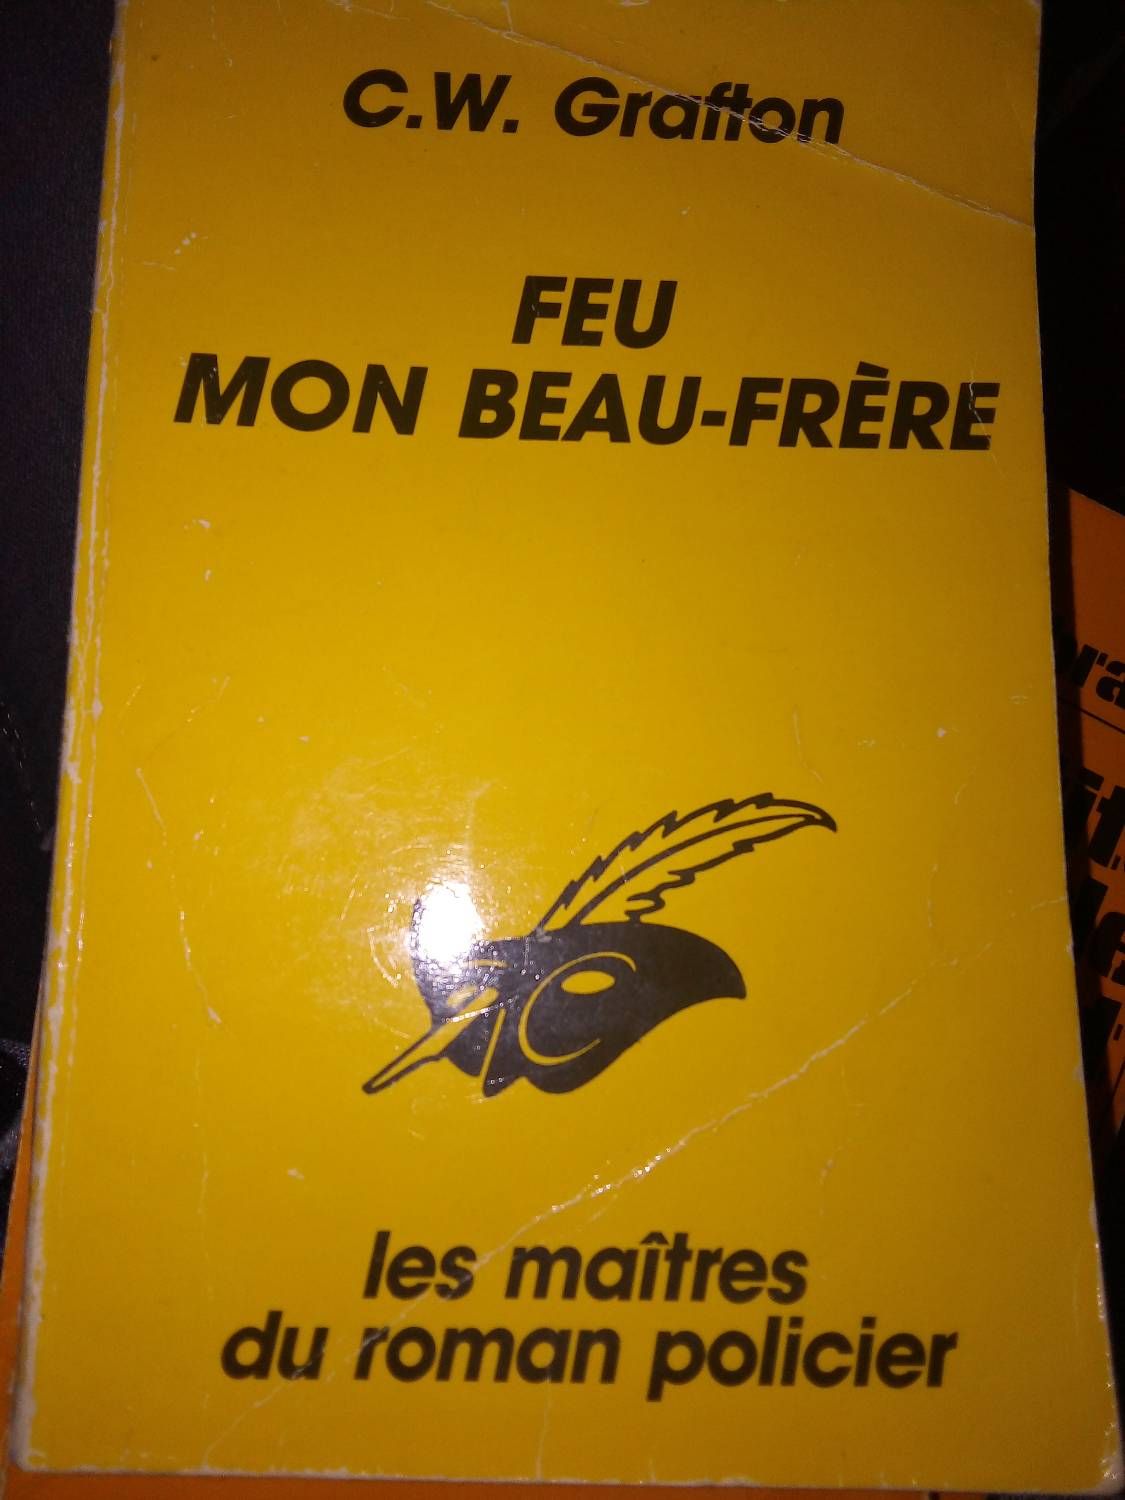 C.W. Grafton
FEU
MON BEAU-FRÈRE
les maîtres
du roman policier